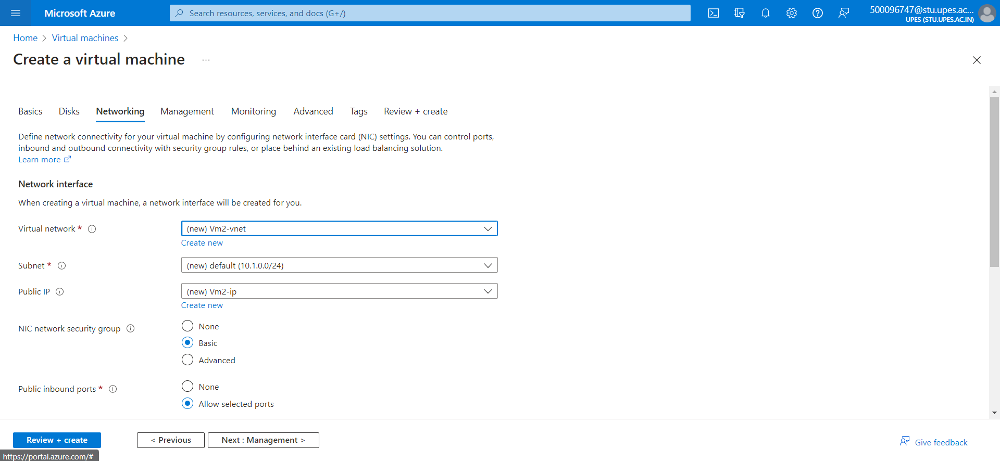 Microsoft Azure
Search resources, services, and docs (G+/)
500096747@stu.upes.ac...
UPES (STU.UPES.AC.IN)
Home > Virtual machines >
Create a virtual machine ...
Basics Disks Networking Management Monitoring Advanced Tags Review + create
Define network connectivity for your virtual machine by configuring network interface card (NIC) settings. You can control ports,
inbound and outbound connectivity with security group rules, or place behind an existing load balancing solution.
Learn more
Network interface
When creating a virtual machine, a network interface will be created for you.
Virtual network *
(new) Vm2-vnet
Create new
Subnet *
(new) default (10.1.0.0/24)
Public IP
(new) Vm2-ip
Create new
NIC network security group
None
Basic
Advanced
Public inbound ports *
None
Allow selected ports
Review + create
< Previous
Next : Management >
Give feedback
https://portal.azure.com/#